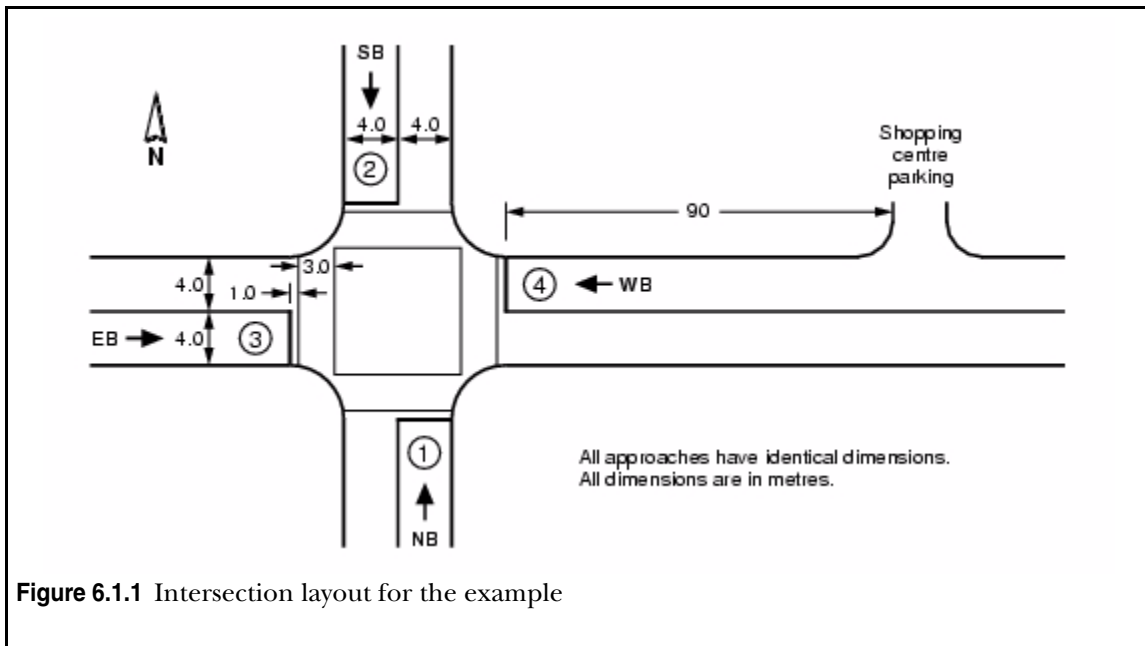 SB
4.0 4.0
N
2
Shopping
centre
parking
90
3.0
4.0
1.0
4
WB
EB
4.0
3
1
NB
All approaches have identical dimensions.
All dimensions are in metres.
Figure 6.1.1 Intersection layout for the example